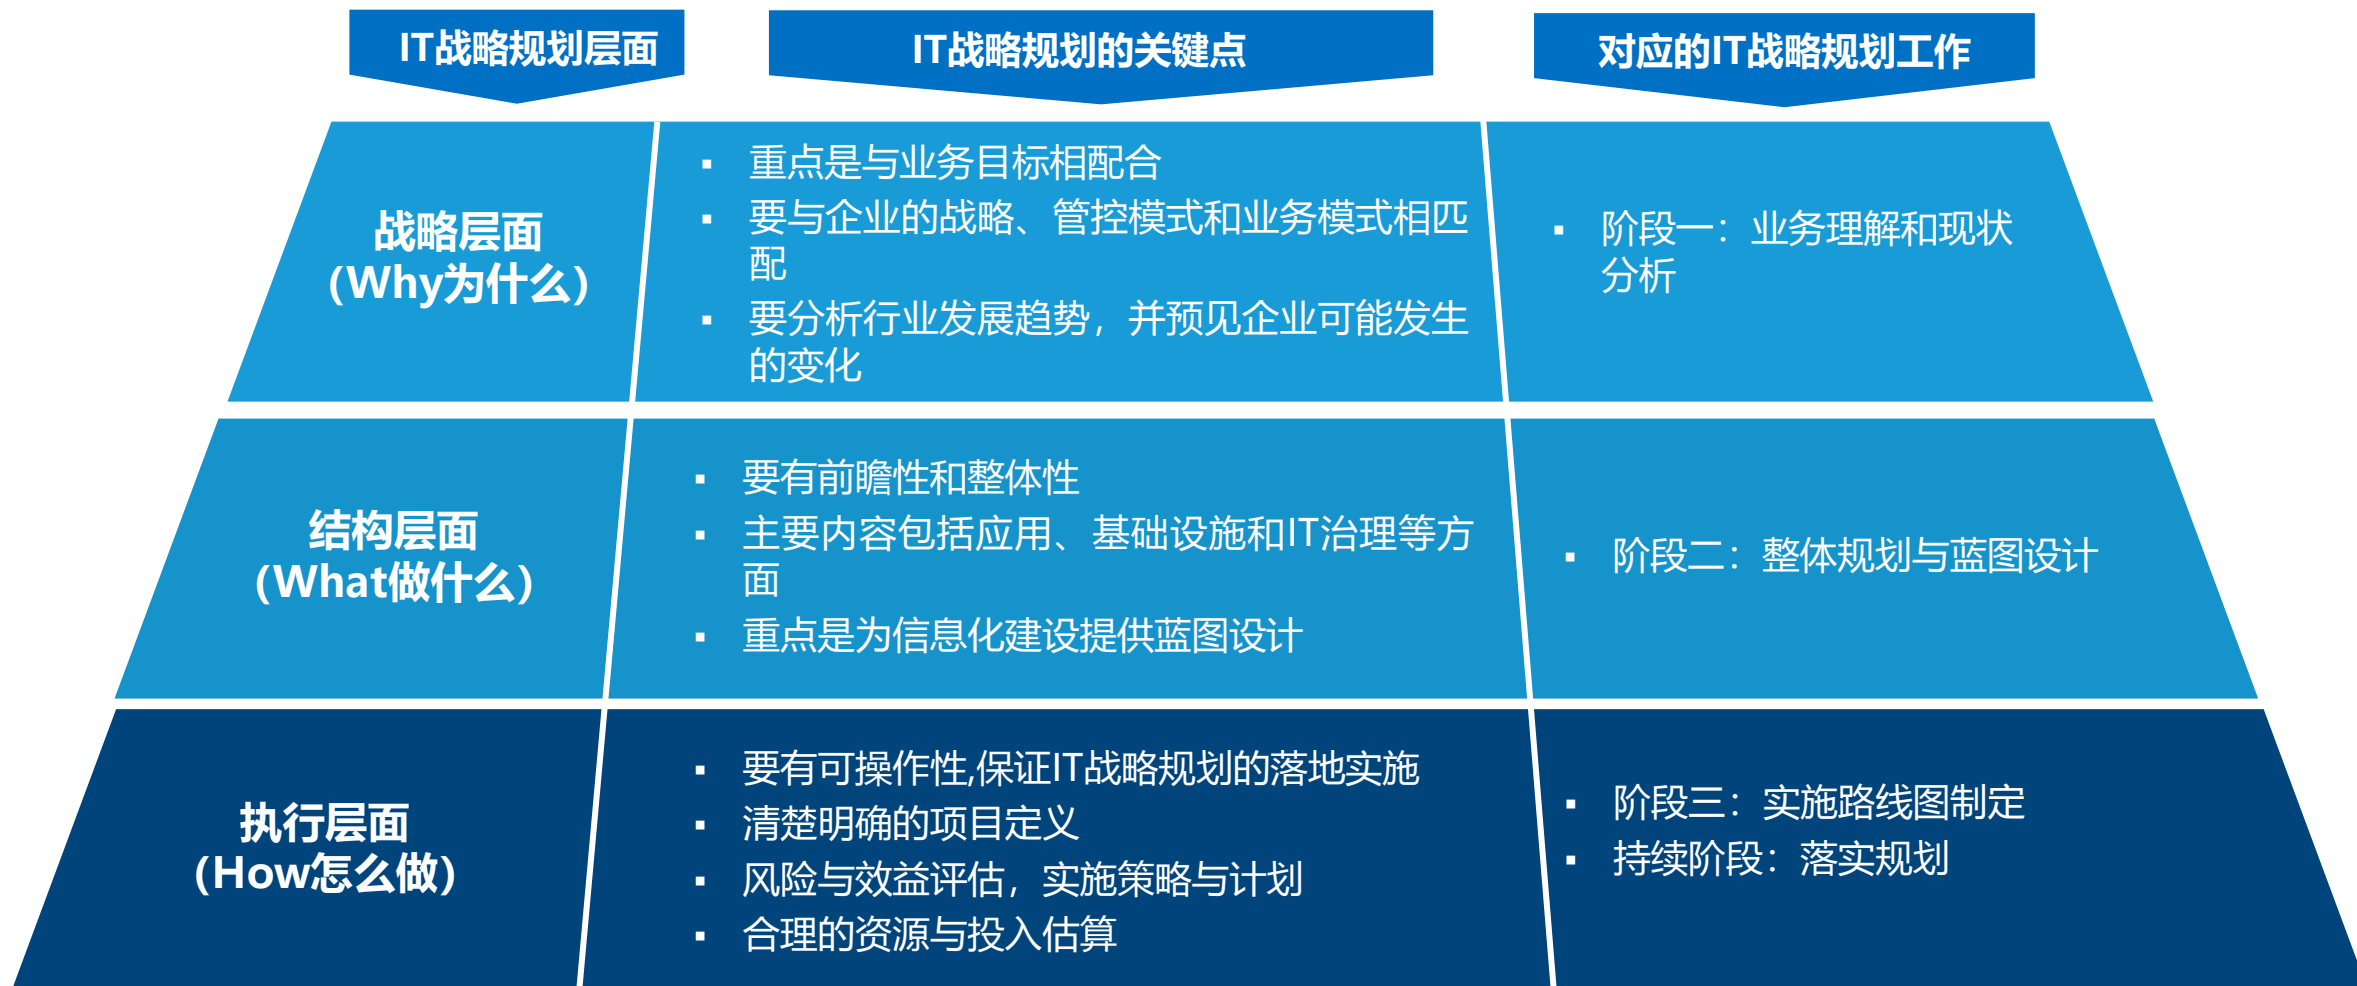 IT战略规划层面
IT战略规划的关键点
对应的IT战略规划工作
战略层面
（Why为什么）
▪ 重点是与业务目标相配合
▪ 要与企业的战略、管控模式和业务模式相匹
配
▪ 要分析行业发展趋势，并预见企业可能发生
的变化
▪ 阶段一：业务理解和现状
分析
结构层面
（What做什么）
▪ 要有前瞻性和整体性
▪ 主要内容包括应用、基础设施和IT治理等方
面
▪ 重点是为信息化建设提供蓝图设计
▪ 阶段二：整体规划与蓝图设计
执行层面
（How怎么做）
▪ 要有可操作性,保证IT战略规划的落地实施
▪ 清楚明确的项目定义
▪ 风险与效益评估，实施策略与计划
▪ 合理的资源与投入估算
▪ 阶段三：实施路线图制定
▪ 持续阶段：落实规划